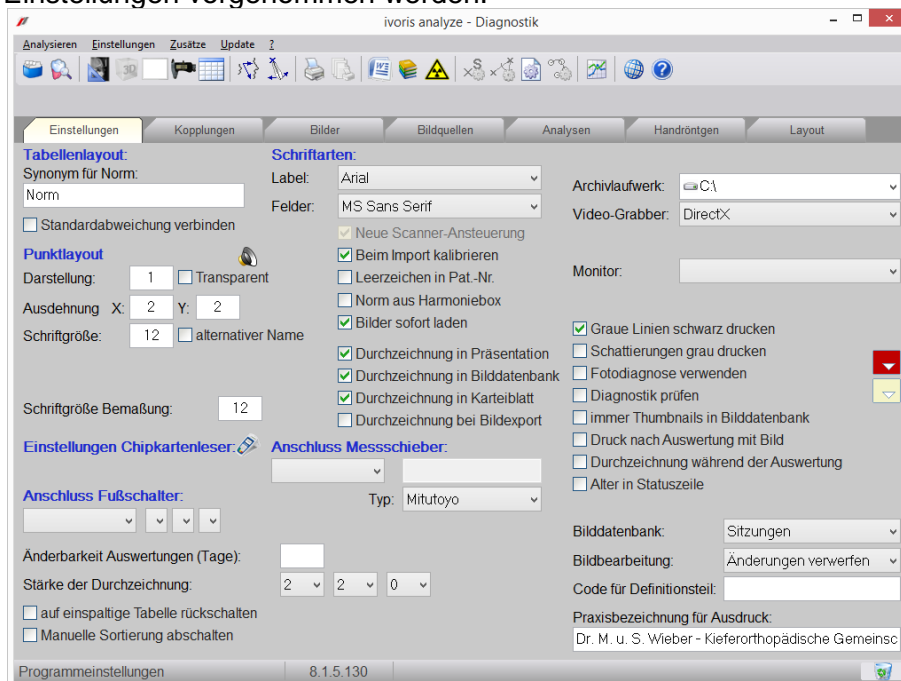 Einstellungen vorgenommen werden.
ivoris analyze - Diagnostik
Analysieren Einstellungen Zusätze Update ?
Einstellungen Kopplungen Bilder Bildquellen Analysen Handröntgen Layout
Tabellenlayout:
Synonym für Norm:
Norm
Standardabweichung verbinden
Punktlayout
Darstellung: 1 Transparent
Ausdehnung X: 2 Y: 2
Schriftgröße: 12 alternativer Name
Schriftgröße Bemaßung: 12
Einstellungen Chipkartenleser:
Anschluss Fußschalter:
Änderbarkeit Auswertungen (Tage):
Stärke der Durchzeichnung: 2 2 0
auf einspaltige Tabelle rückschalten
Manuelle Sortierung abschalten
Schriftarten:
Label: Arial
Felder: MS Sans Serif
Neue Scanner-Ansteuerung
Beim Import kalibrieren
Leerzeichen in Pat.-Nr.
Norm aus Harmoniebox
Bilder sofort laden
Durchzeichnung in Präsentation
Durchzeichnung in Bilddatenbank
Durchzeichnung in Karteiblatt
Durchzeichnung bei Bildexport
Anschluss Messschieber:
Typ: Mitutoyo
Archivlaufwerk: C:\
Video-Grabber: DirectX
Monitor:
Graue Linien schwarz drucken
Schattierungen grau drucken
Fotodiagnose verwenden
Diagnostik prüfen
immer Thumbnails in Bilddatenbank
Druck nach Auswertung mit Bild
Durchzeichnung während der Auswertung
Alter in Statuszeile
Bilddatenbank: Sitzungen
Bildbearbeitung: Änderungen verwerfen
Code für Definitionsteil:
Praxisbezeichnung für Ausdruck:
Dr. M. u. S. Wieber - Kieferorthopädische Gemeinsc
Programmeinstellungen 8.1.5.130